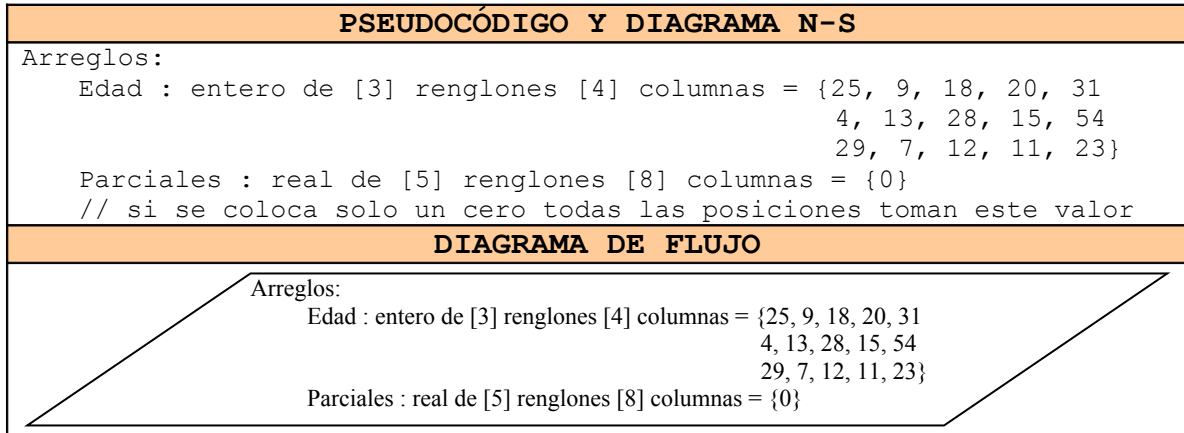 PSEUDOCÓDIGO Y DIAGRAMA N-S
Arreglos:
Edad : entero de [3] renglones [4] columnas = {25, 9, 18, 20, 31
4, 13, 28, 15, 54
29, 7, 12, 11, 23}
Parciales : real de [5] renglones [8] columnas = {0}
// si se coloca solo un cero todas las posiciones toman este valor
DIAGRAMA DE FLUJO
Arreglos:
Edad : entero de [3] renglones [4] columnas = {25, 9, 18, 20, 31
4, 13, 28, 15, 54
29, 7, 12, 11, 23}
Parciales : real de [5] renglones [8] columnas = {0}